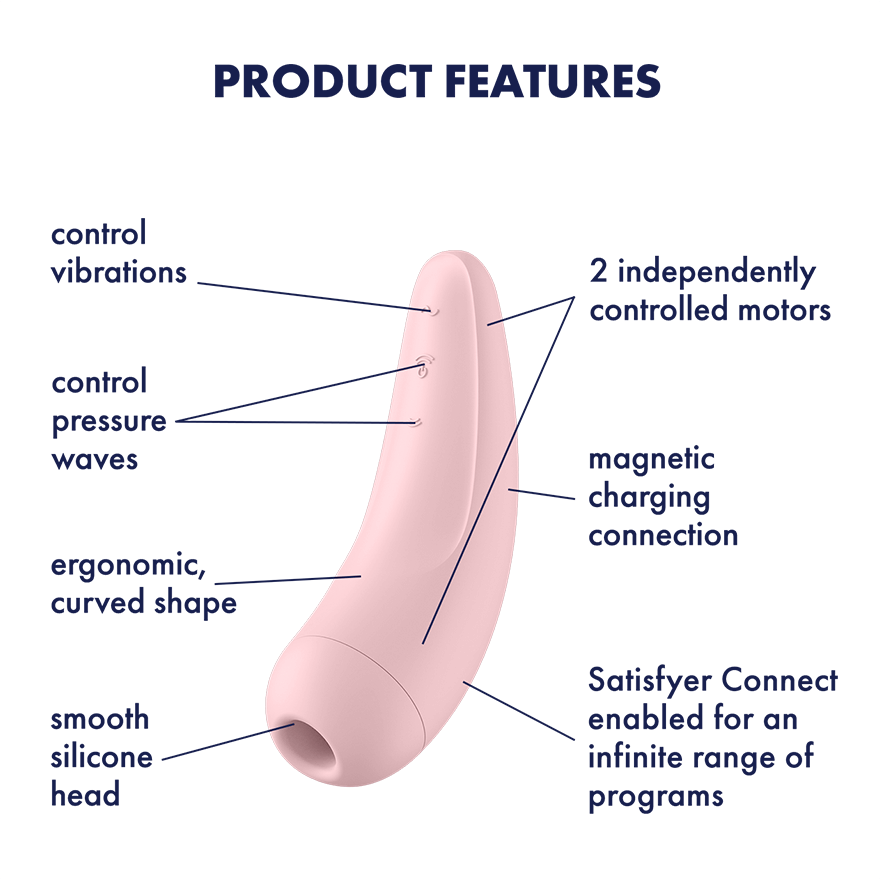 PRODUCT FEATURES
control
vibrations
control
pressure
waves
ergonomic,
curved shape
smooth
silicone
head
2 independently
controlled motors
magnetic
charging
connection
Satisfyer Connect
enabled for an
infinite range of
programs